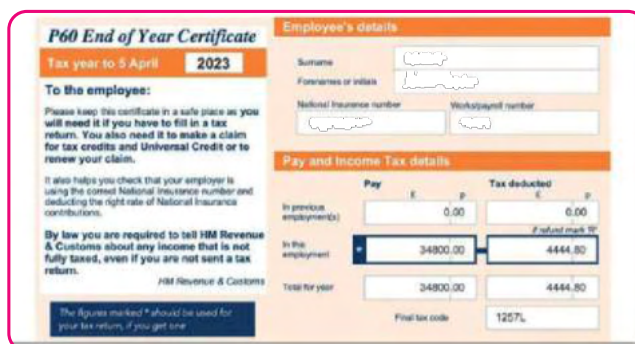 P60 End of Year Certificate
Tax year to 5 April 2023
To the employee:
Please keep this certificate in a safe place as you
will need it if you have to fill in a tax
return. You also need it to make a claim
for tax credits and Universal Credit or to
renew your claim.
It also helps you check that your employer is
using the correct National Insurance number and
deducting the right rate of National Insurance
contributions.
By law you are required to tell HM Revenue
& Customs about any income that is not
fully taxed, even if you are not sent a tax
return.
HM Revenue & Customs
The figures marked * should be used for
your tax return, if you get one
Employee's details
Surname
Forenames or initials
National Insurance number Works/payroll number
Pay and Income Tax details
Pay Tax deducted
£ p £ p
In previous
employment(s) 0.00 0.00
if refund mark 'R'
In this
employment * 34800.00 4444.80
Total for year 34800.00 4444.80
Final tax code 1257L